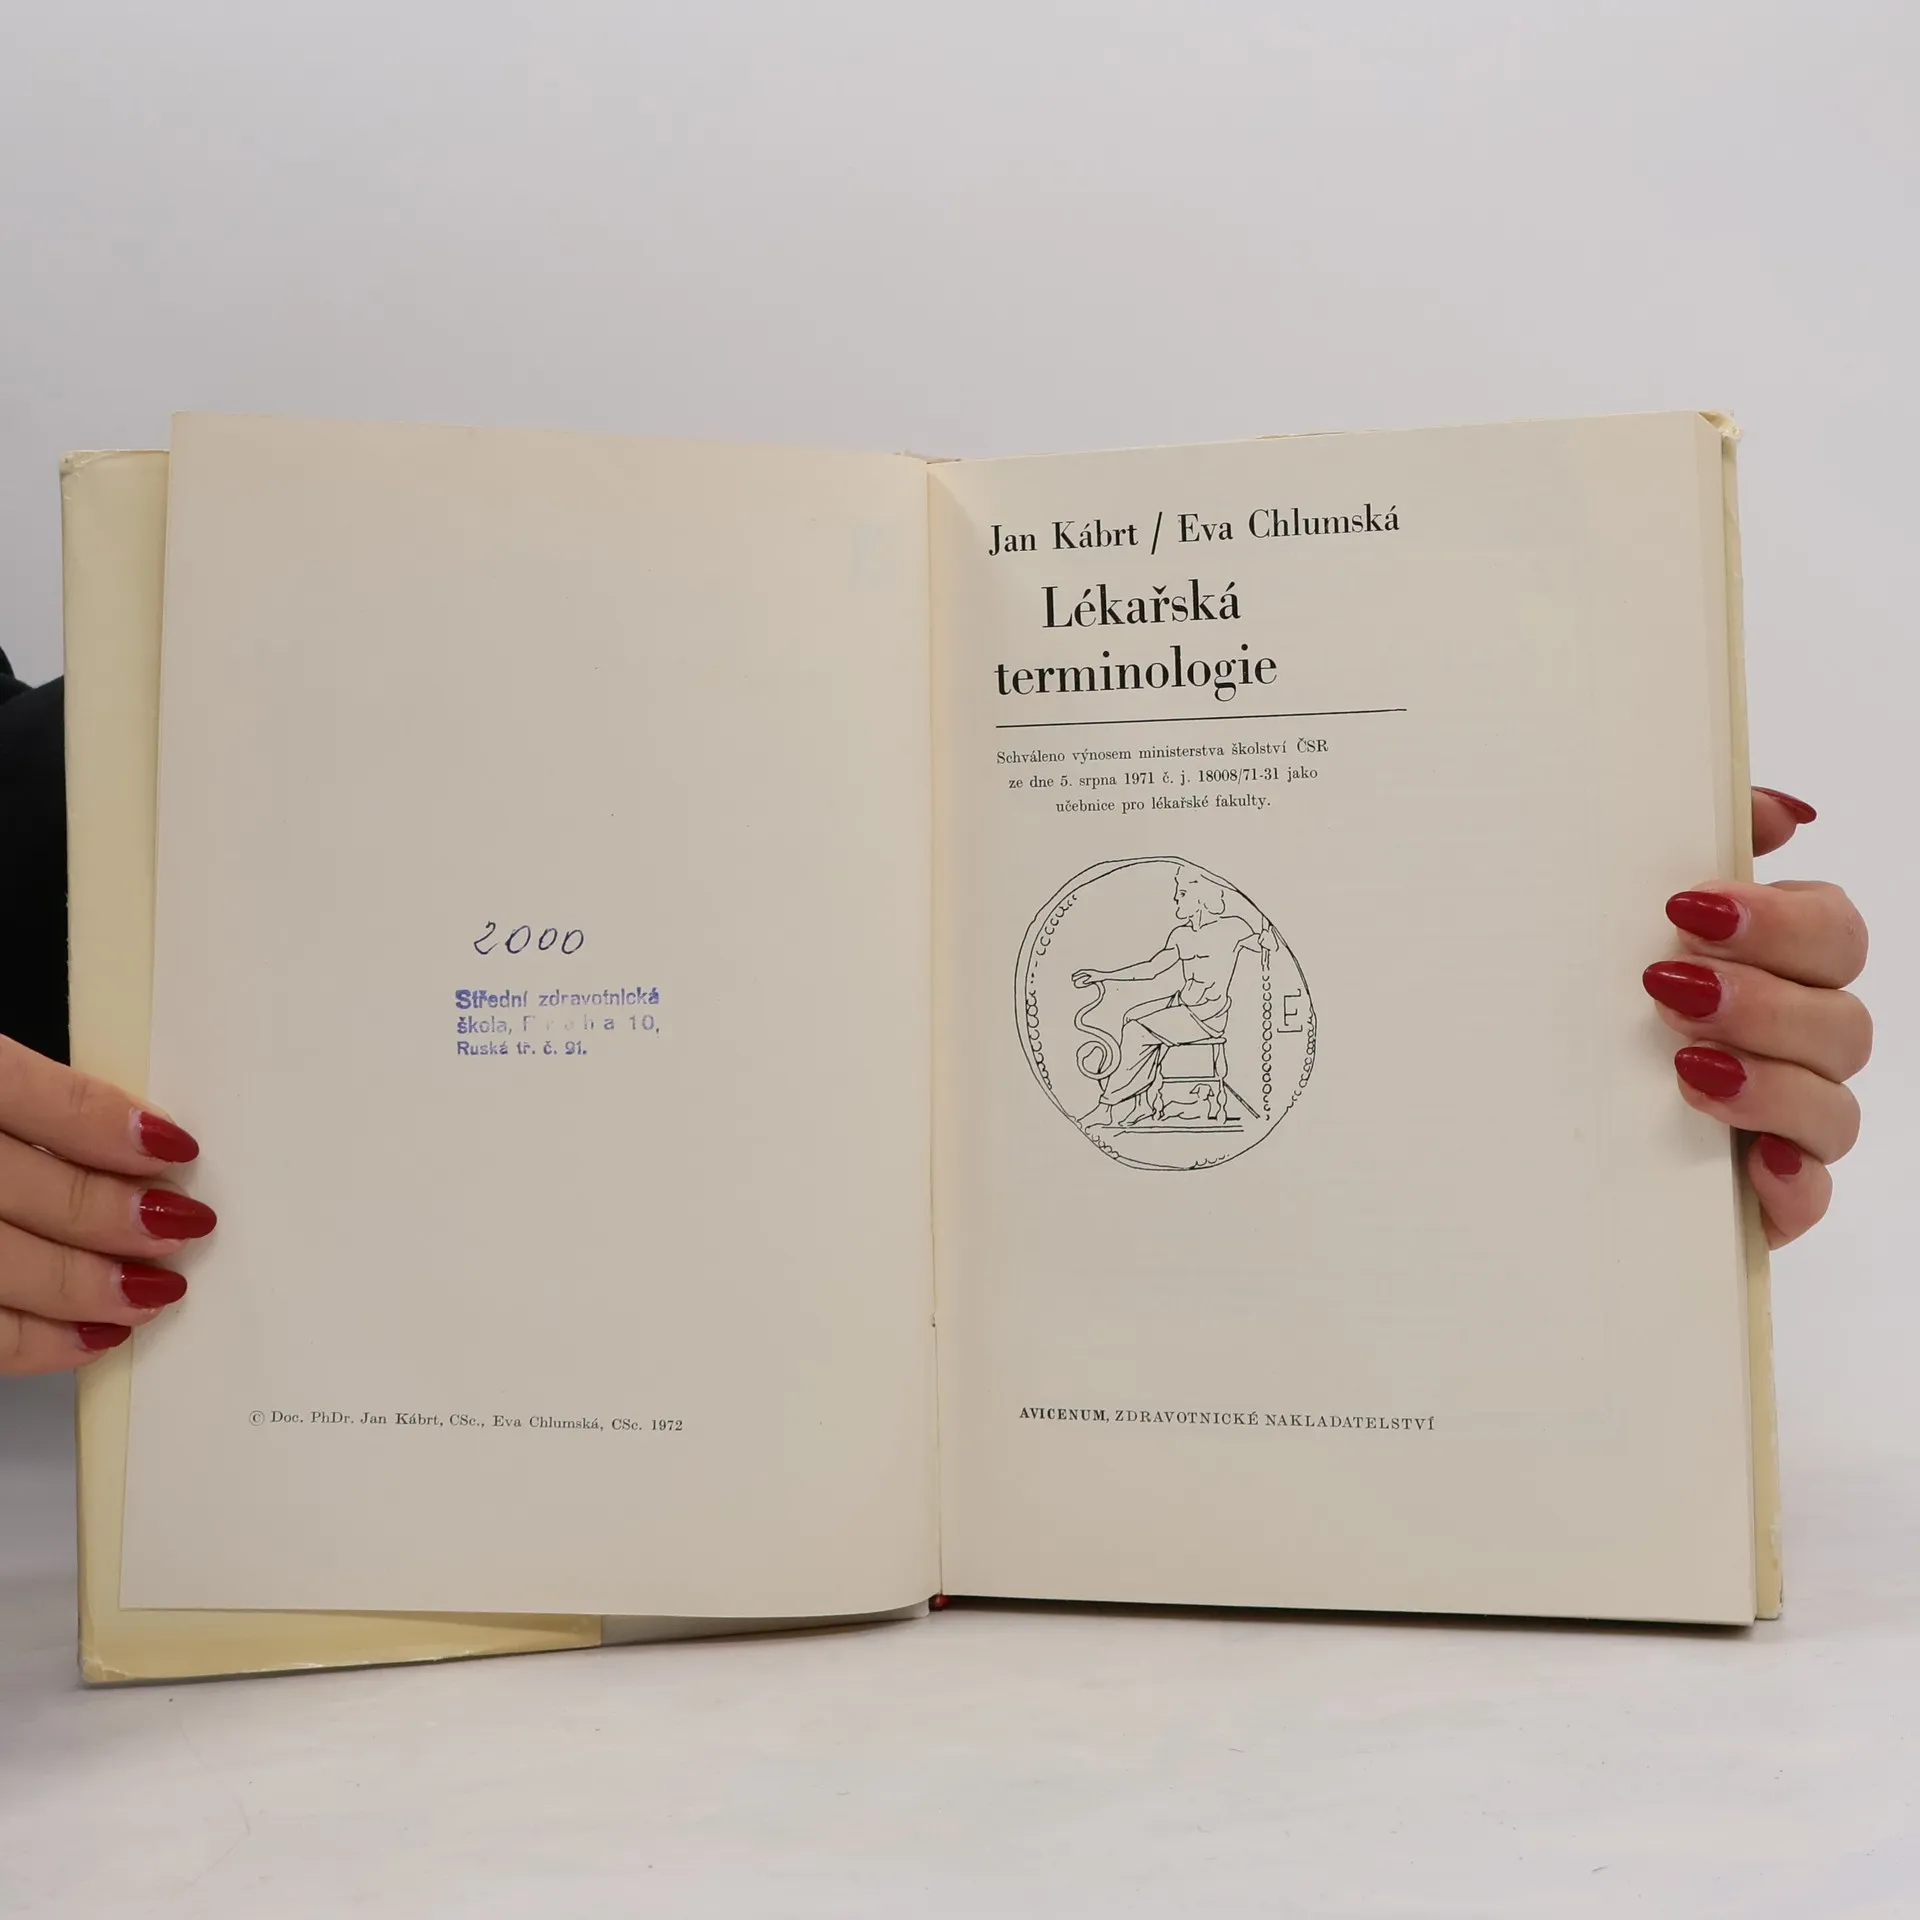 2000
Střední zdravotnická
škola, Praha 10,
Ruská tř. č. 91.
© Doc. PhDr. Jan Kábrt, CSc., Eva Chlumská, CSc. 1972
Jan Kábrt / Eva Chlumská
Lékařská
terminologie
Schváleno výnosem ministerstva školství ČSR
ze dne 5. srpna 1971 č. j. 18008/71-31 jako
učebnice pro lékařské fakulty.
E
AVICENUM, ZDRAVOTNICKÉ NAKLADATELSTVÍ